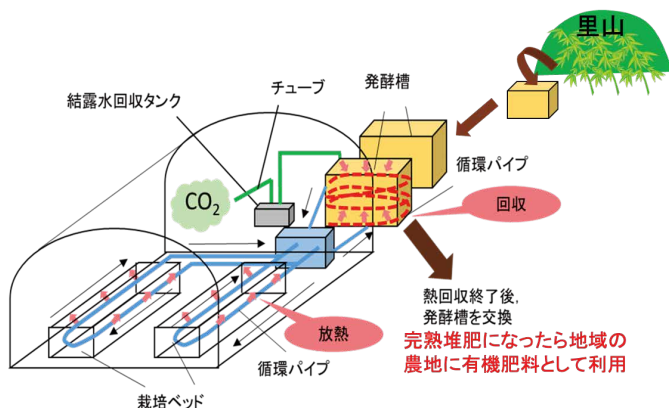 里山
発酵槽
チューブ
結露水回収タンク
循環パイプ
CO₂
回収
放熱
熱回収終了後,
発酵槽を交換
完熟堆肥になったら地域の
農地に有機肥料として利用
循環パイプ
栽培ベッド